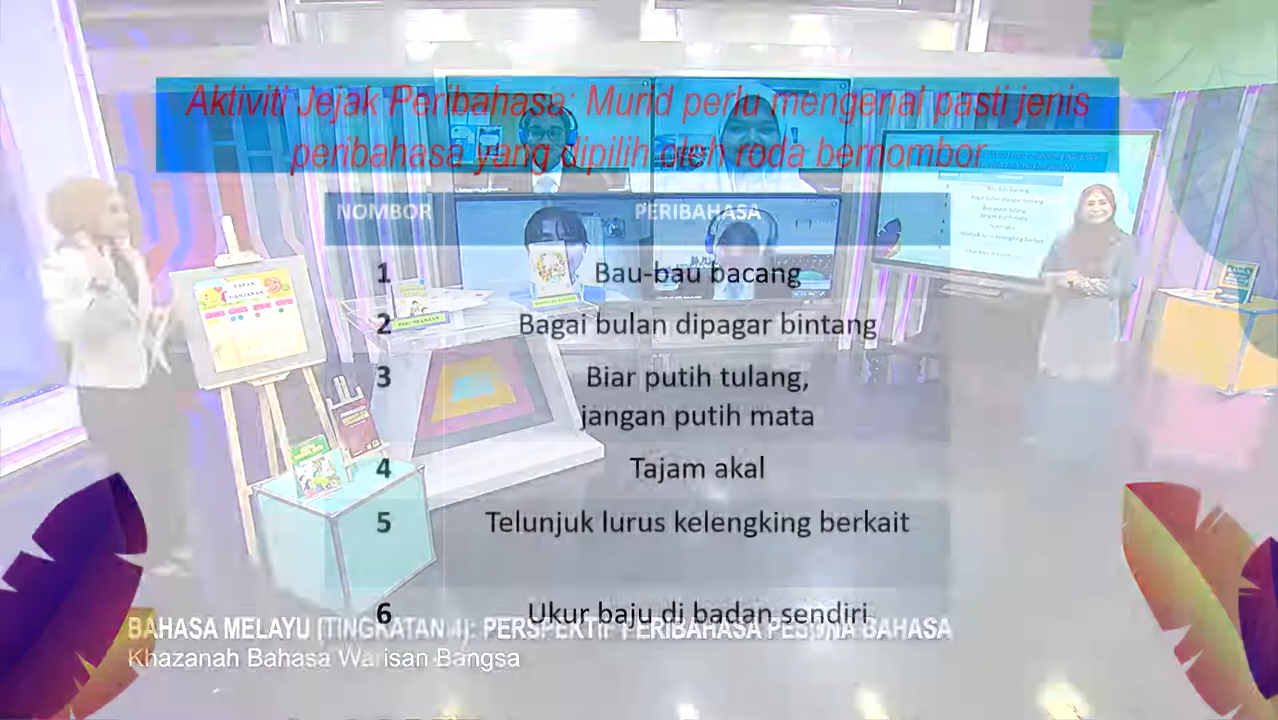 Aktiviti Jejak Peribahasa: Murid perlu mengenal pasti jenis
peribahasa yang dipilih oleh roda bernombor
NOMBOR PERIBAHASA
1 Bau-bau bacang
2 Bagai bulan dipagar bintang
3 Biar putih tulang,
jangan putih mata
4 Tajam akal
5 Telunjuk lurus kelengking berkait
6 Ukur baju di badan sendiri
BAHASA MELAYU (TINGKATAN 4): PERSPEKTIF PERIBAHASA PESONA BAHASA
Khazanah Bahasa Warisan Bangsa